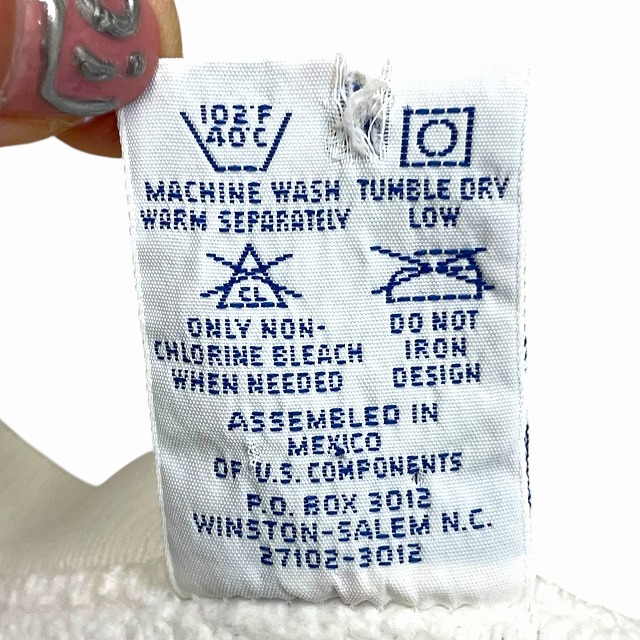 102°F
40°C
MACHINE WASH
WARM SEPARATELY
TUMBLE DRY
LOW
CL
ONLY NON-
CHLORINE BLEACH
WHEN NEEDED
DO NOT
IRON
DESIGN
ASSEMBLED IN
MEXICO
OF U.S. COMPONENTS
P.O. BOX 3012
WINSTON-SALEM N.C.
27102-3012